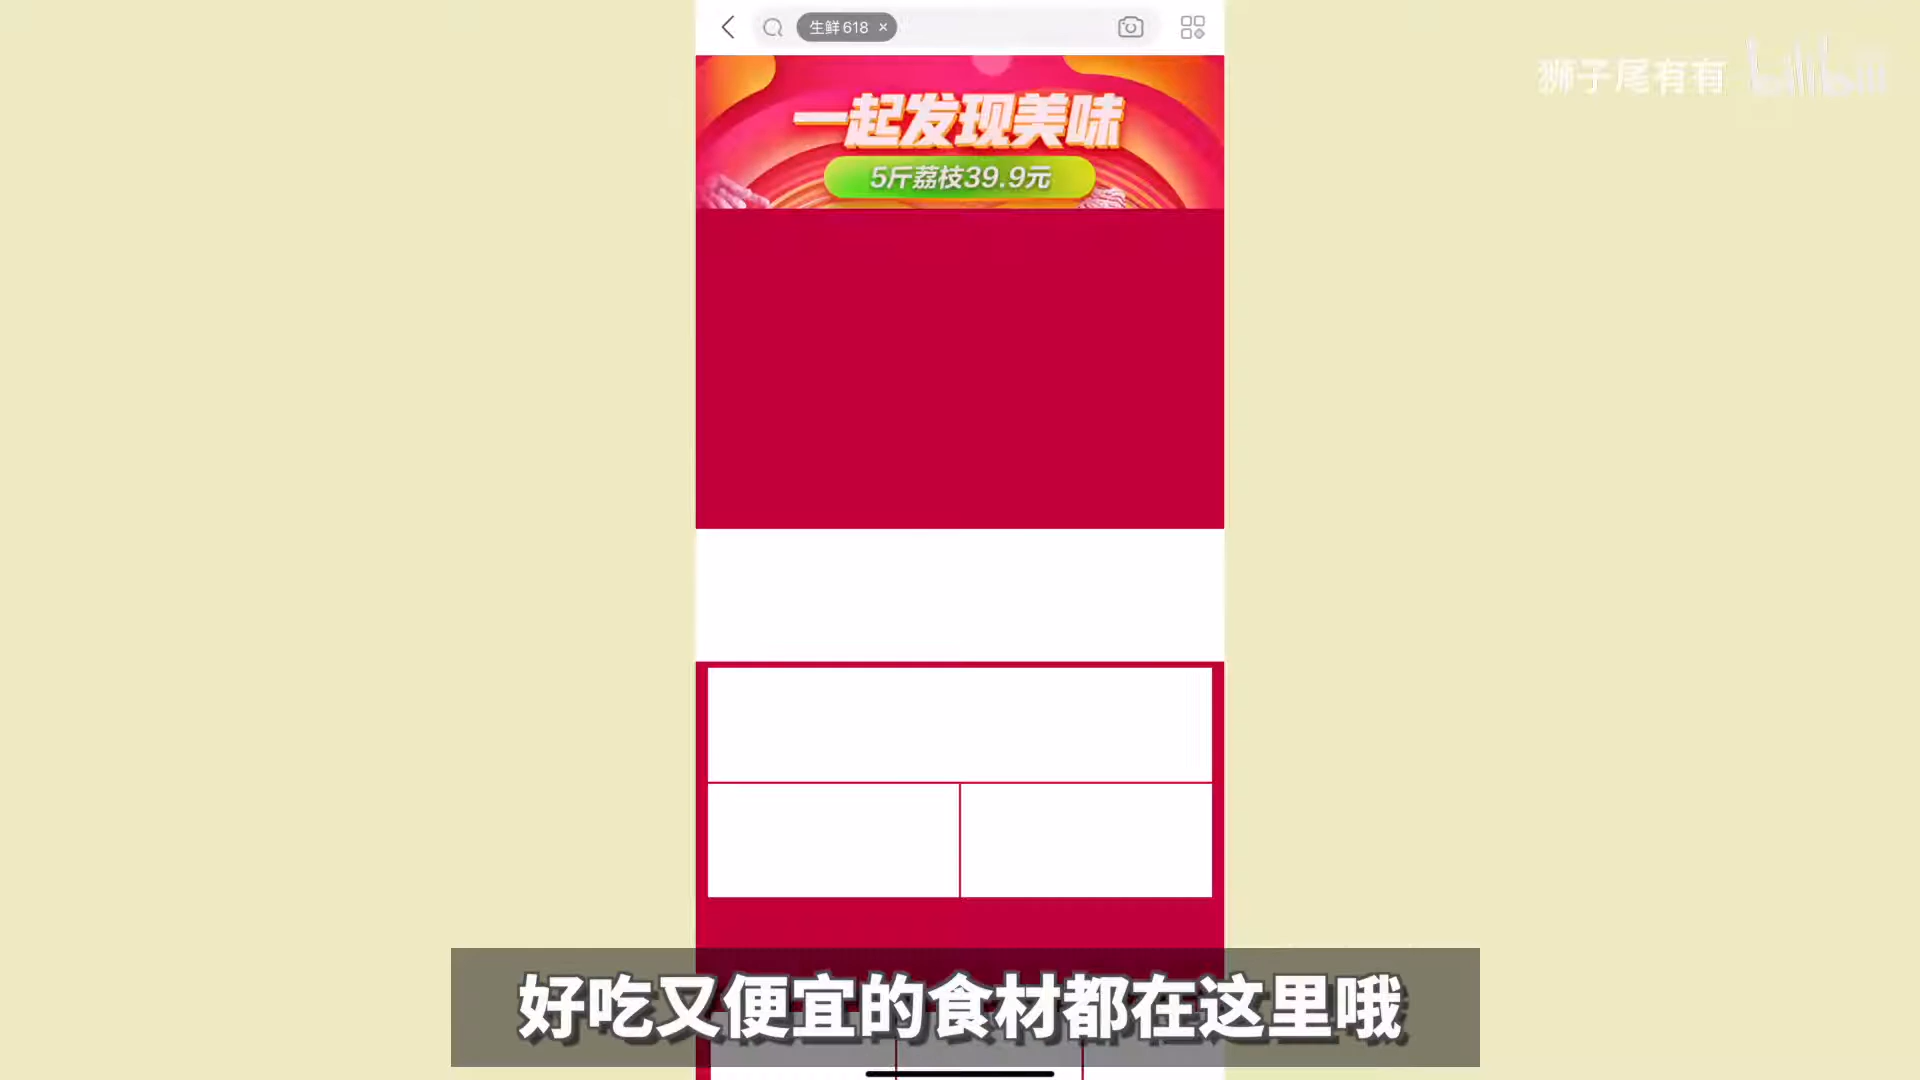 生鲜618 ×
狮子尾有有 bilibili
一起发现美味
5斤荔枝39.9元
好吃又便宜的食材都在这里哦